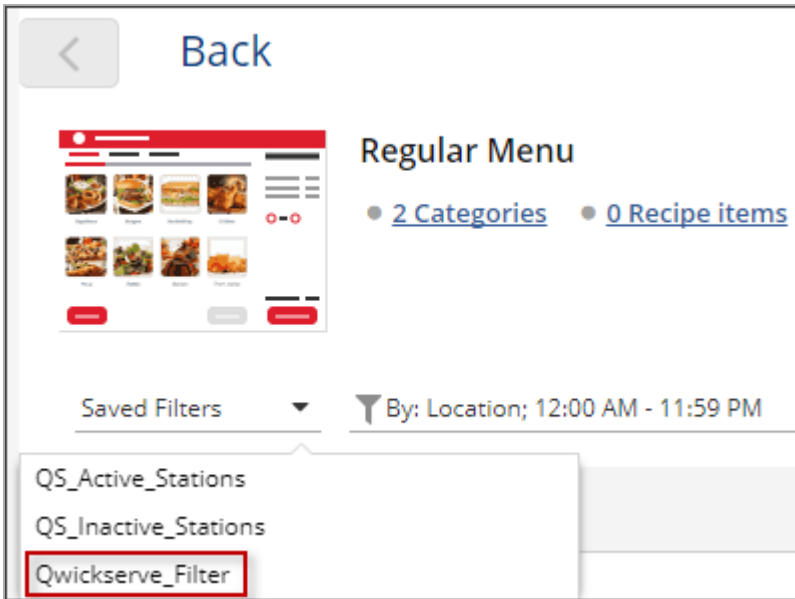 Back
Regular Menu
2 Categories
0 Recipe items
Saved Filters
By: Location; 12:00 AM - 11:59 PM
QS_Active_Stations
QS_Inactive_Stations
Qwickserve_Filter